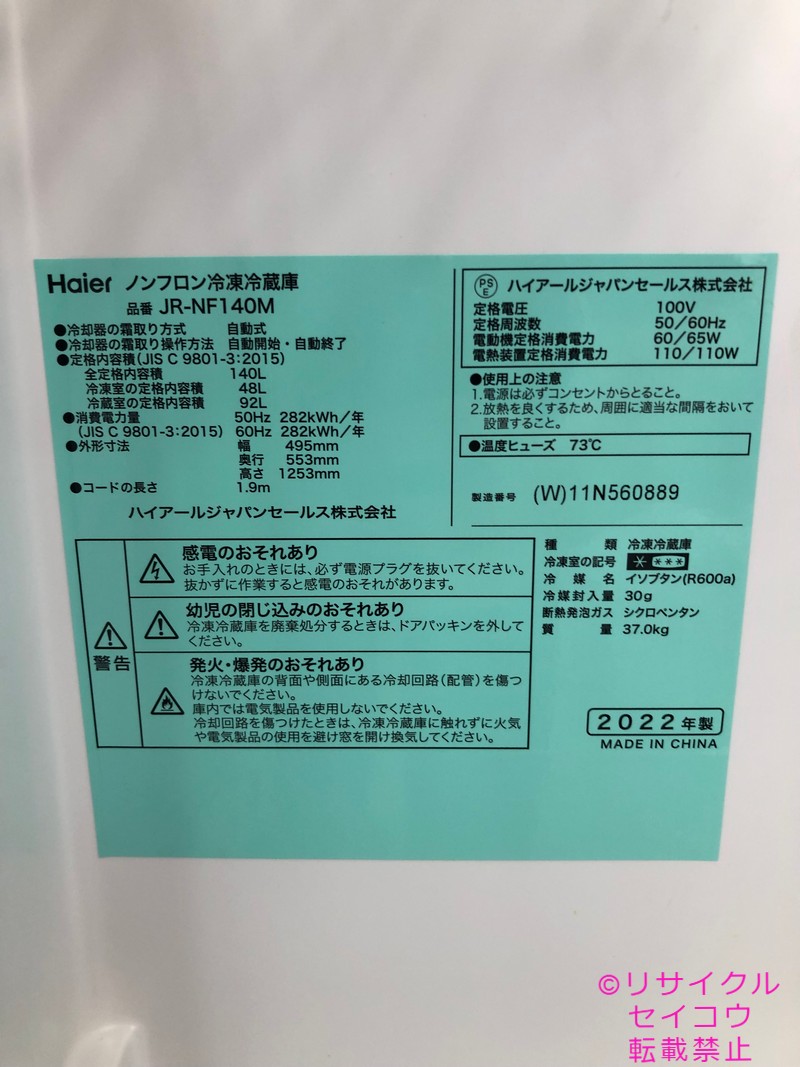 Haier ノンフロン冷凍冷蔵庫
品番 JR-NF140M
●冷却器の霜取り方式 自動式
●冷却器の霜取り操作方法 自動開始・自動終了
●定格内容積(JIS C 9801-3:2015)
全定格内容積 140L
冷凍室の定格内容積 48L
冷蔵室の定格内容積 92L
●消費電力量 50Hz 282kWh/年
(JIS C 9801-3:2015) 60Hz 282kWh/年
●外形寸法 幅 495mm
奥行 553mm
高さ 1253mm
●コードの長さ 1.9m
ハイアールジャパンセールス株式会社
PS E ハイアールジャパンセールス株式会社
定格電圧 100V
定格周波数 50/60Hz
電動機定格消費電力 60/65W
電熱装置定格消費電力 110/110W
●使用上の注意
1.電源は必ずコンセントからとること。
2.放熱を良くするため、周囲に適当な間隔をおいて
設置すること。
●温度ヒューズ 73℃
製造番号 (W)11N560889
警告
感電のおそれあり
お手入れのときには、必ず電源プラグを抜いてください。
抜かずに作業すると感電のおそれがあります。
幼児の閉じ込みのおそれあり
冷凍冷蔵庫を廃棄処分するときは、ドアパッキンを外して
ください。
発火・爆発のおそれあり
冷凍冷蔵庫の背面や側面にある冷却回路(配管)を傷つ
けないでください。
庫内では電気製品を使用しないでください。
冷却回路を傷つけたときは、冷凍冷蔵庫に触れずに火気
や電気製品の使用を避け窓を開け換気してください。
種類 冷凍冷蔵庫
冷凍室の記号 * ***
冷媒名 イソブタン(R600a)
冷媒封入量 30g
断熱発泡ガス シクロペンタン
質量 37.0kg
2022年製
MADE IN CHINA
©リサイクル
セイコウ
転載禁止